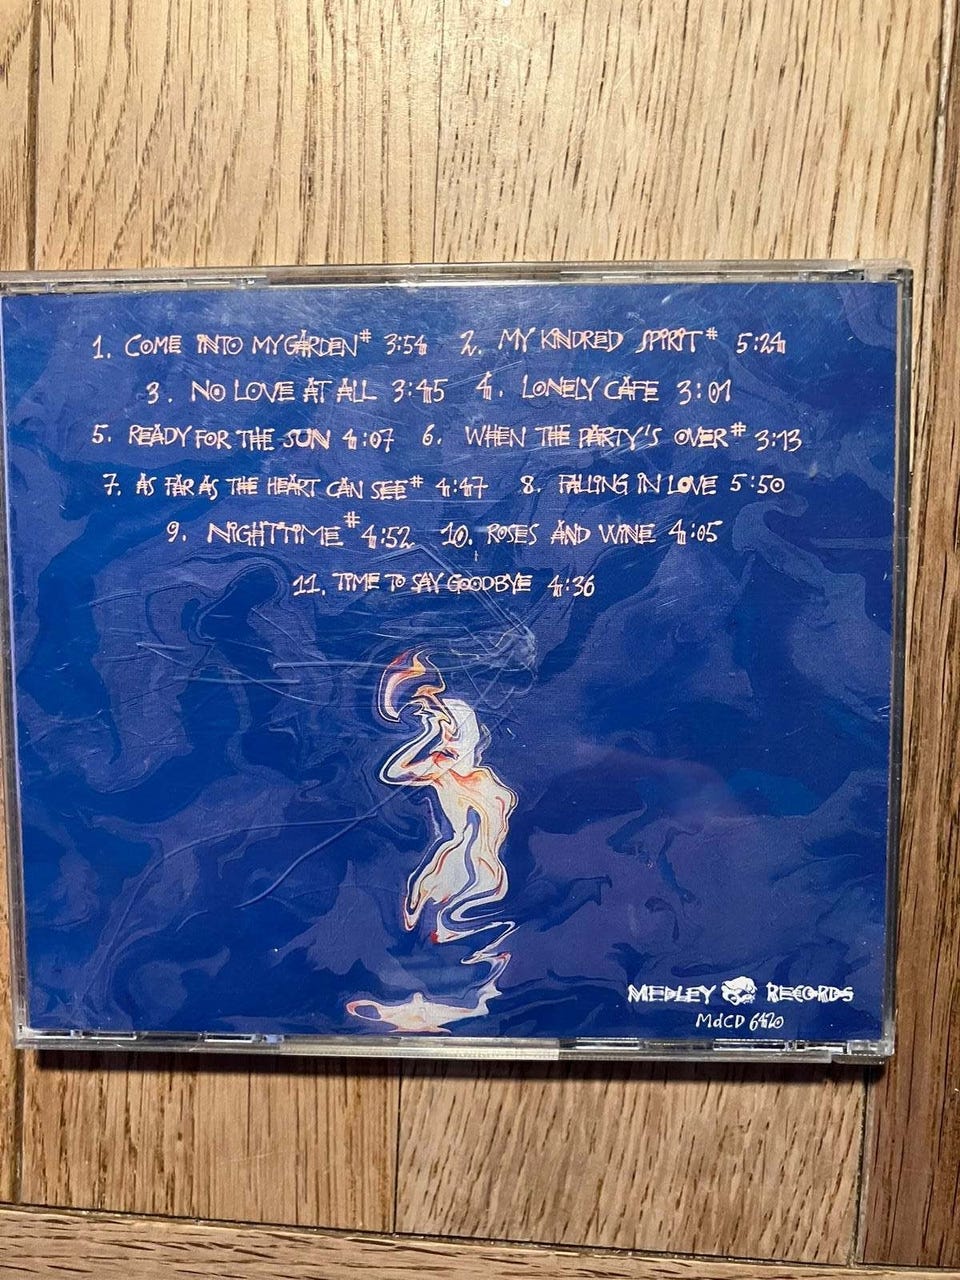 1. COME INTO MY GARDEN# 3:54 2. MY KINDRED SPIRIT# 5:24
3. NO LOVE AT ALL 3:45 4. LONELY CAFE 3:01
5. READY FOR THE SUN 4:07 6. WHEN THE PARTY'S OVER# 3:13
7. AS FAR AS THE HEART CAN SEE# 4:47 8. FALLING IN LOVE 5:50
9. NIGHTTIME# 4:52 10. ROSES AND WINE 4:05
11. TIME TO SAY GOODBYE 4:36
MEDLEY RECORDS
MdCD 6420